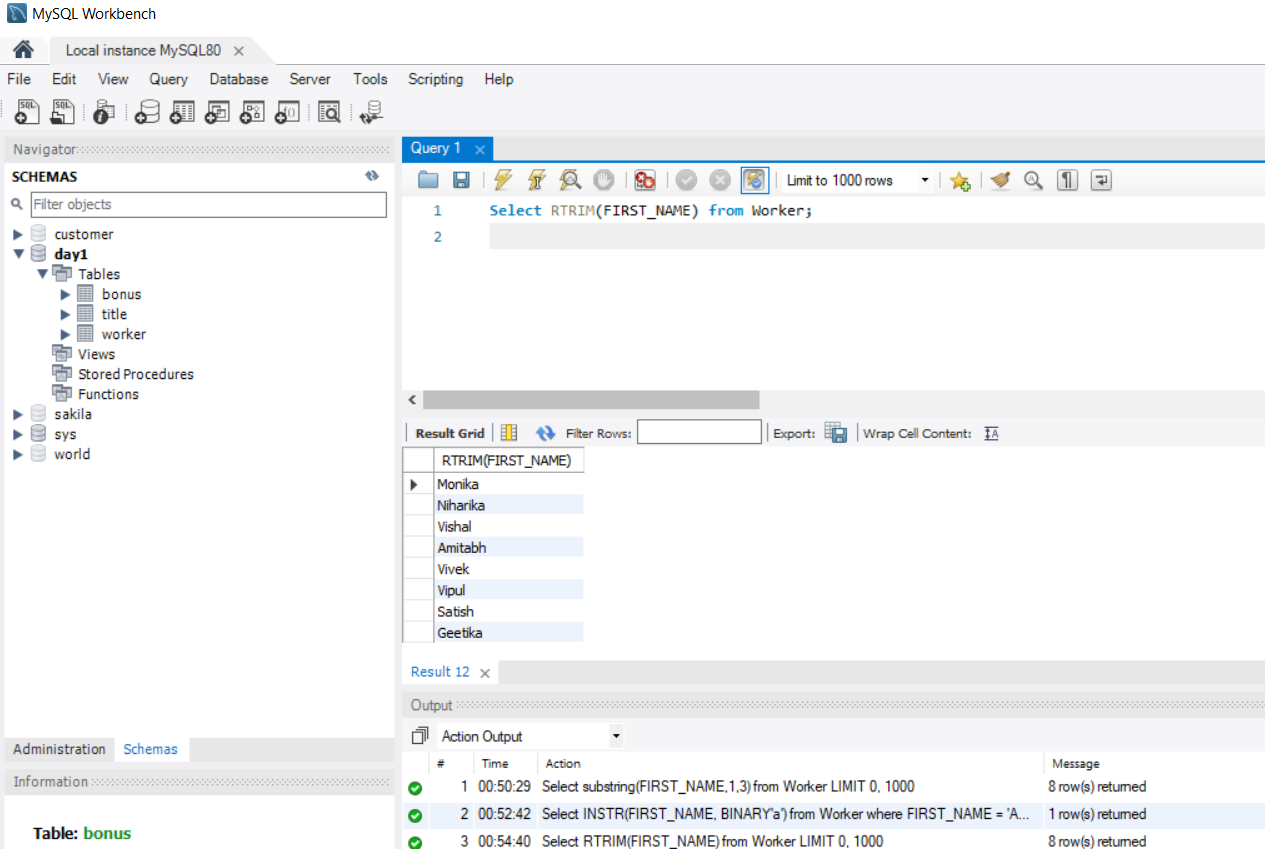 MySQL Workbench
Local instance MySQL80
File Edit View Query Database Server Tools Scripting Help
Navigator
SCHEMAS
Filter objects
customer
day1
Tables
bonus
title
worker
Views
Stored Procedures
Functions
sakila
sys
world
Administration Schemas
Information
Table: bonus
Query 1
Limit to 1000 rows
1 Select RTRIM(FIRST_NAME) from Worker;
2
Result Grid Filter Rows: Export: Wrap Cell Content:
RTRIM(FIRST_NAME)
Monika
Niharika
Vishal
Amitabh
Vivek
Vipul
Satish
Geetika
Result 12
Output
Action Output
# Time Action Message
1 00:50:29 Select substring(FIRST_NAME,1,3) from Worker LIMIT 0, 1000 8 row(s) returned
2 00:52:42 Select INSTR(FIRST_NAME, BINARY'a') from Worker where FIRST_NAME = 'A... 1 row(s) returned
3 00:54:40 Select RTRIM(FIRST_NAME) from Worker LIMIT 0, 1000 8 row(s) returned